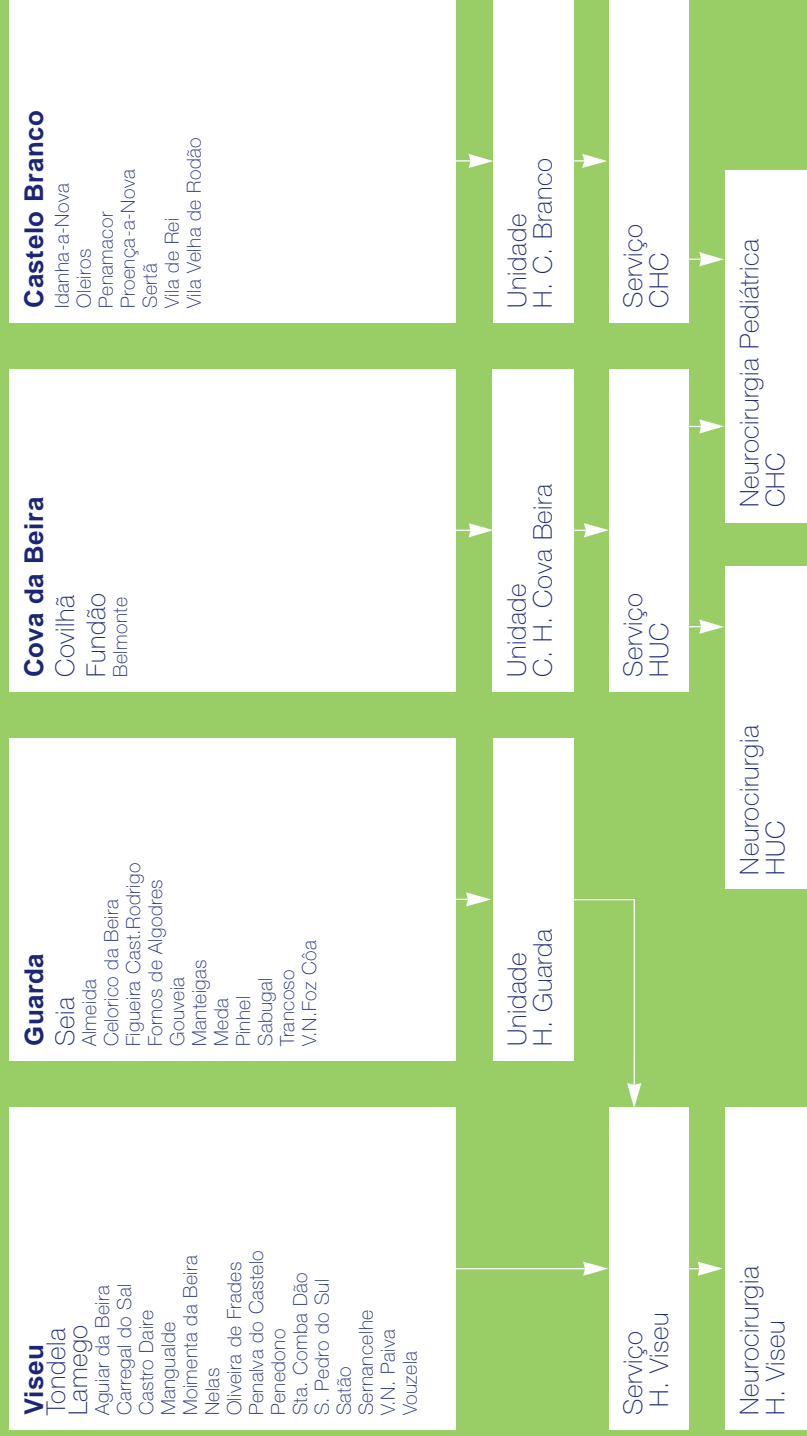 Viseu
Tondela
Lamego
Aguiar da Beira
Carregal do Sal
Castro Daire
Mangualde
Moimenta da Beira
Nelas
Oliveira de Frades
Penalva do Castelo
Penedono
Sta. Comba Dão
S. Pedro do Sul
Satão
Sernancelhe
V.N. Paiva
Vouzela
Guarda
Seia
Almeida
Celorico da Beira
Figueira Cast.Rodrigo
Fornos de Algodres
Gouveia
Manteigas
Meda
Pinhel
Sabugal
Trancoso
V.N.Foz Côa
Cova da Beira
Covilhã
Fundão
Belmonte
Castelo Branco
Idanha-a-Nova
Oleiros
Penamacor
Proença-a-Nova
Sertã
Vila de Rei
Vila Velha de Rodão
Unidade
H. Guarda
Unidade
C. H. Cova Beira
Unidade
H. C. Branco
Serviço
H. Viseu
Serviço
HUC
Serviço
CHC
Neurocirurgia
H. Viseu
Neurocirurgia
HUC
Neurocirurgia Pediátrica
CHC